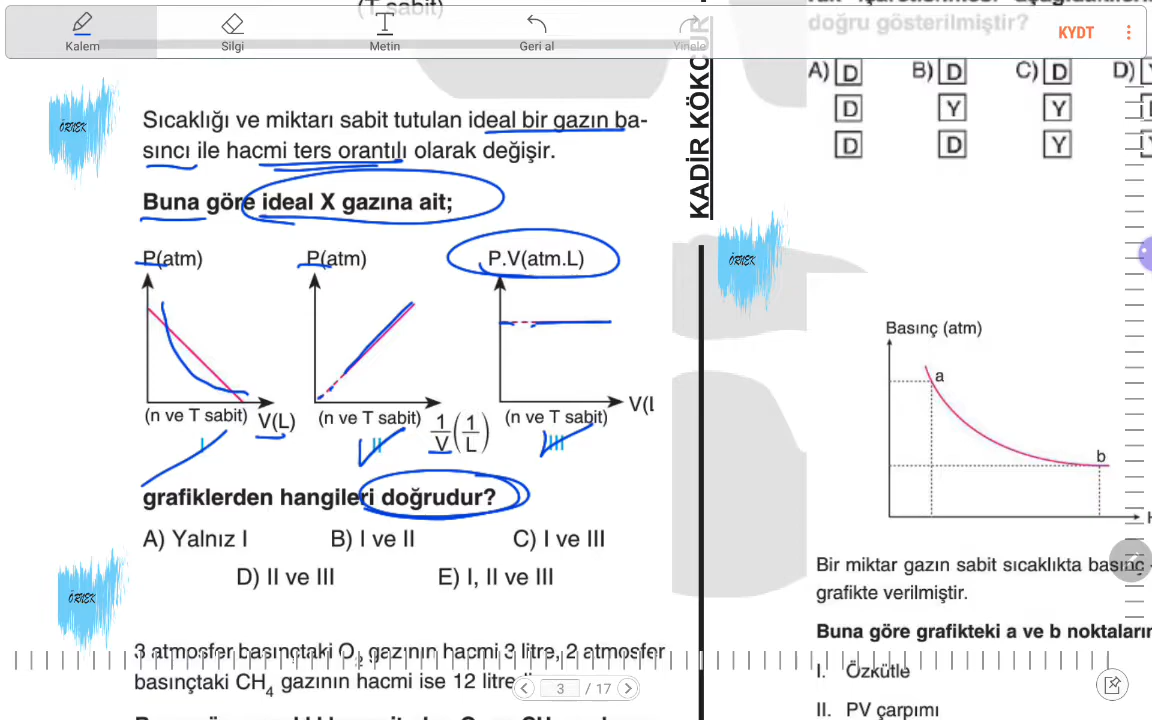 (T sabit)
Kalem
Silgi
Metin
Geri al
Yinele
KYDT
doğru gösterilmiştir?
A) D B) D C) D D) Y
D Y Y
D D Y
KADİR KÖKC
ÖRNEK
Sıcaklığı ve miktarı sabit tutulan ideal bir gazın ba-
sıncı ile hacmi ters orantılı olarak değişir.
Buna göre ideal X gazına ait;
P(atm)
V(L)
(n ve T sabit)
I
P(atm)
1/V (1/L)
(n ve T sabit)
II
P.V(atm.L)
V(L
(n ve T sabit)
III
grafiklerden hangileri doğrudur?
A) Yalnız I B) I ve II C) I ve III
D) II ve III E) I, II ve III
ÖRNEK
3 atmosfer basınçtaki O2 gazının hacmi 3 litre, 2 atmosfer
basınçtaki CH4 gazının hacmi ise 12 litre
3 / 17
ÖRNEK
Basınç (atm)
a
b
H
Bir miktar gazın sabit sıcaklıkta basınç
grafikte verilmiştir.
Buna göre grafikteki a ve b noktaların
I. Özkütle
II. PV çarpımı